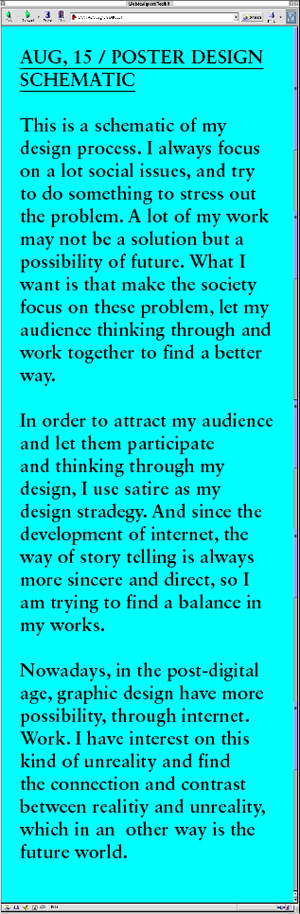 AUG, 15 / POSTER DESIGN
SCHEMATIC
This is a schematic of my
design process. I always focus
on a lot social issues, and try
to do something to stress out
the problem. A lot of my work
may not be a solution but a
possibility of future. What I
want is that make the society
focus on these problem, let my
audience thinking through and
work together to find a better
way.
In order to attract my audience
and let them participate
and thinking through my
design, I use satire as my
design stradegy. And since the
development of internet, the
way of story telling is always
more sincere and direct, so I
am trying to find a balance in
my works.
Nowadays, in the post-digital
age, graphic design have more
possibility, through internet.
Work. I have interest on this
kind of unreality and find
the connection and contrast
between realitiy and unreality,
which in an other way is the
future world.